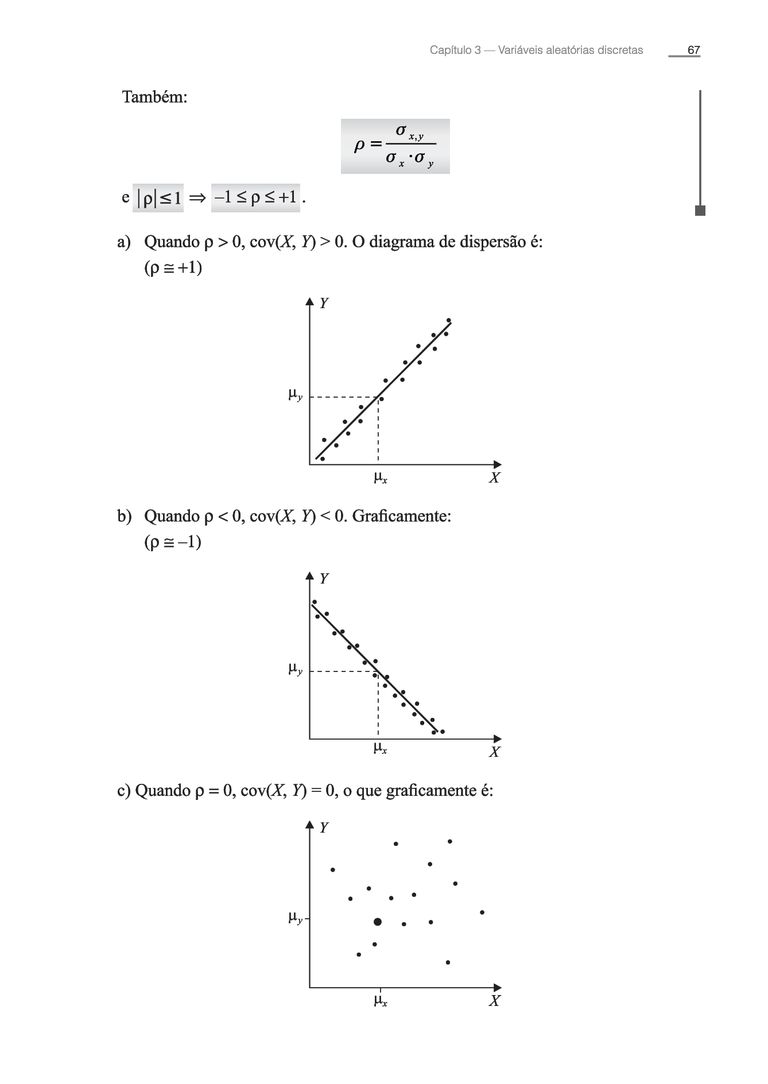 Capítulo 3 — Variáveis aleatórias discretas 67
Também:
ρ = σ x,y / σ x · σ y
e |ρ| ≤ 1 ⇒ –1 ≤ ρ ≤ +1 .
a) Quando ρ > 0, cov(X, Y) > 0. O diagrama de dispersão é:
(ρ ≅ +1)
Y
μy
μx X
b) Quando ρ < 0, cov(X, Y) < 0. Graficamente:
(ρ ≅ –1)
Y
μy
μx X
c) Quando ρ = 0, cov(X, Y) = 0, o que graficamente é:
Y
μy
μx X